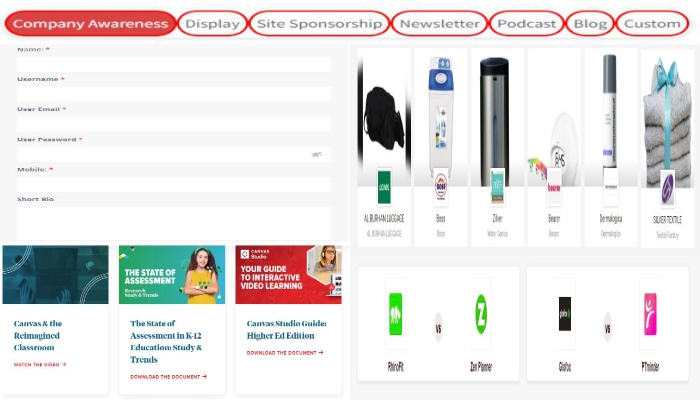 Company Awareness
Display
Site Sponsorship
Newsletter
Podcast
Blog
Custom
Name: *
Username *
User Email *
User Password *
Mobile: *
Short Bio
AL BURHAN LUGGAGE
AL BURHAN LUGGAGE
Boss
Boss
Zilver
Water Genius
Bearer
Bearer
Dermalogica
Dermalogica
SILVER TEXTILE
Textile Factory
CANVAS
Studio
THE STATE OF
ASSESSMENT
Research
Study & Trends
YOUR GUIDE
TO INTERACTIVE
VIDEO LEARNING
Canvas & the
Reimagined
Classroom
WATCH THE VIDEO →
The State of
Assessment in K-12
Education: Study &
Trends
DOWNLOAD THE DOCUMENT →
Canvas Studio Guide:
Higher Ed Edition
DOWNLOAD THE DOCUMENT →
VS
RhinoFit
Zen Planner
glofox
VS
Glofox
PTminder